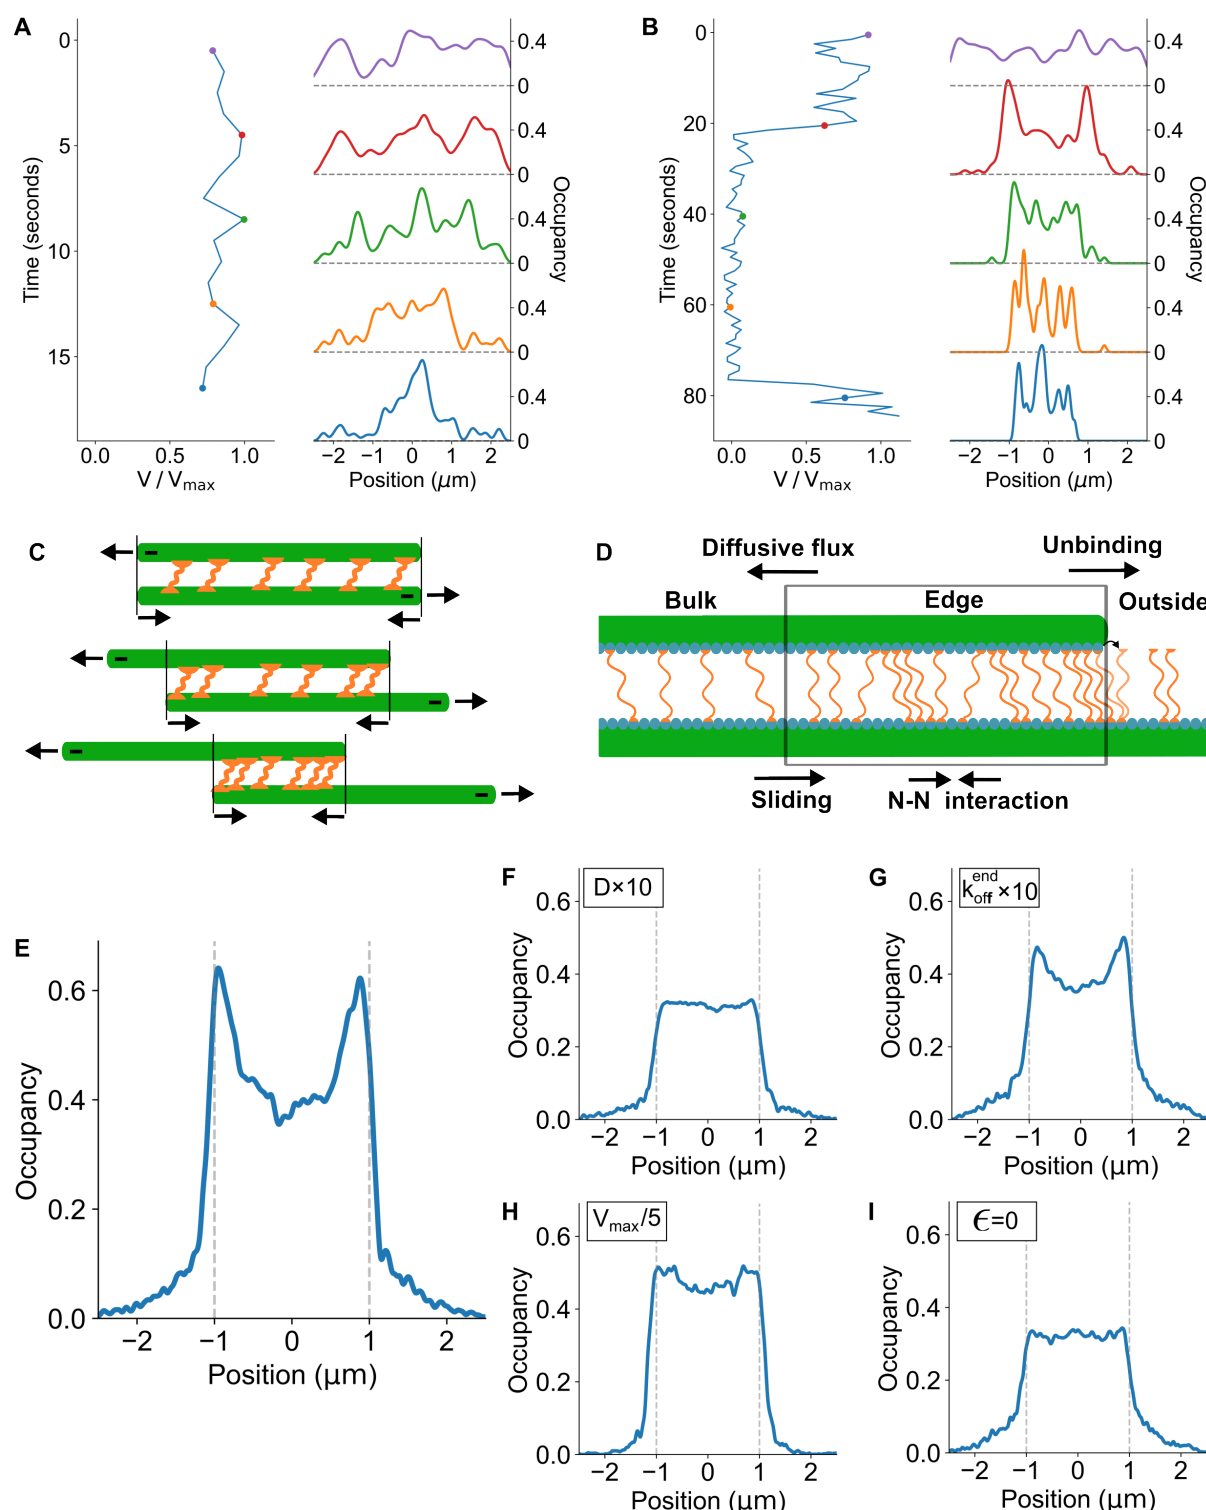 A
0
5
10
15
Time (seconds)
0.0
0.5
1.0
V / Vmax
0.4
0
0.4
0
0.4
0
0.4
0
0.4
0
Occupancy
−2
−1
0
1
2
Position (μm)
B
0
20
40
60
80
Time (seconds)
0.0
0.5
1.0
V / Vmax
0.4
0
0.4
0
0.4
0
0.4
0
0.4
0
Occupancy
−2
−1
0
1
2
Position (μm)
C
D
Diffusive flux
Unbinding
Bulk
Edge
Outside
Sliding
N-N interaction
E
0.6
0.4
0.2
0.0
Occupancy
−2
−1
0
1
2
Position (μm)
F
D×10
0.6
0.4
0.2
0.0
Occupancy
−2
−1
0
1
2
Position (μm)
G
k_off^end ×10
0.6
0.4
0.2
0.0
Occupancy
−2
−1
0
1
2
Position (μm)
H
Vmax/5
0.6
0.4
0.2
0.0
Occupancy
−2
−1
0
1
2
Position (μm)
I
ϵ=0
0.6
0.4
0.2
0.0
Occupancy
−2
−1
0
1
2
Position (μm)